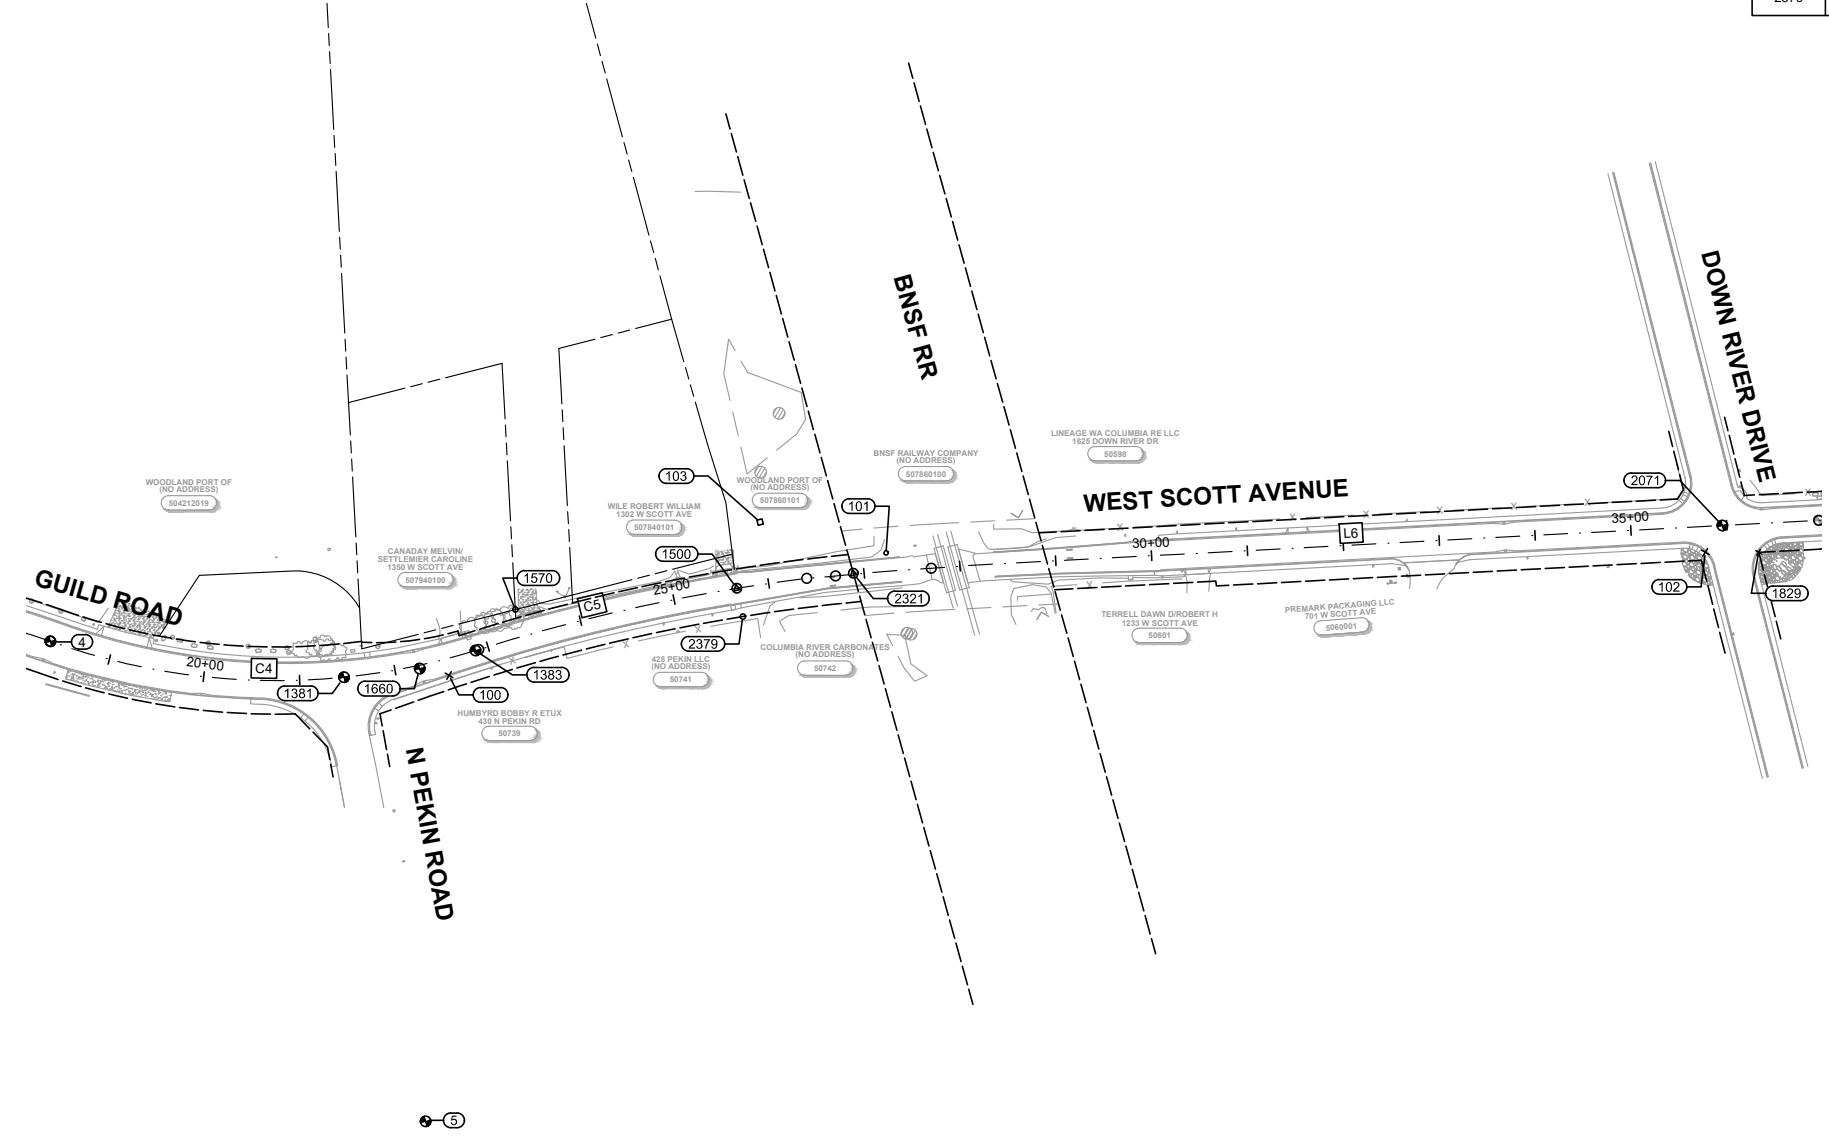 BNSF RR
DOWN RIVER DRIVE
LINEAGE WA COLUMBIA RE LLC
1625 DOWN RIVER DR
50598
BNSF RAILWAY COMPANY
(NO ADDRESS)
507860100
103
WOODLAND PORT OF
(NO ADDRESS)
507860101
WOODLAND PORT OF
(NO ADDRESS)
504212019
2071
WEST SCOTT AVENUE
WILE ROBERT WILLIAM
1302 W SCOTT AVE
507840101
101
35+00
L6
30+00
1500
CANADAY MELVIN/
SETTLEMIER CAROLINE
1350 W SCOTT AVE
507940100
1570
25+00
C5
102
1829
GUILD ROAD
2321
TERRELL DAWN D/ROBERT H
1233 W SCOTT AVE
50601
PREMARK PACKAGING LLC
701 W SCOTT AVE
5060001
4
2379
COLUMBIA RIVER CARBONATES
(NO ADDRESS)
50742
20+00
C4
428 PEKIN LLC
(NO ADDRESS)
50741
1381
1660
1383
100
HUMBYRD BOBBY R ETUX
430 N PEKIN RD
50739
N PEKIN ROAD
5